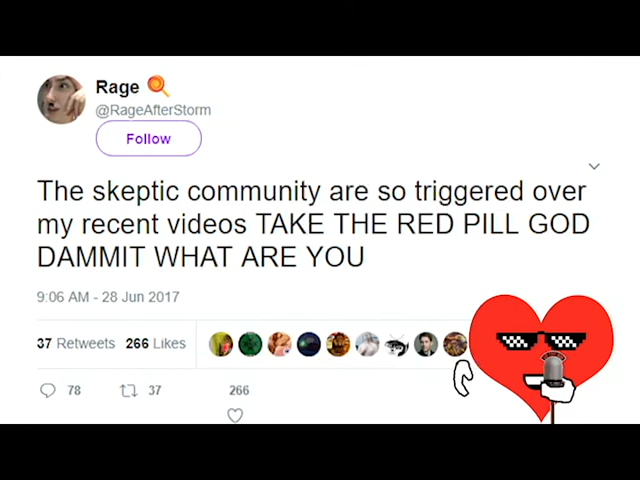 Rage
@RageAfterStorm
Follow
The skeptic community are so triggered over
my recent videos TAKE THE RED PILL GOD
DAMMIT WHAT ARE YOU
9:06 AM - 28 Jun 2017
37 Retweets 266 Likes
78 37 266